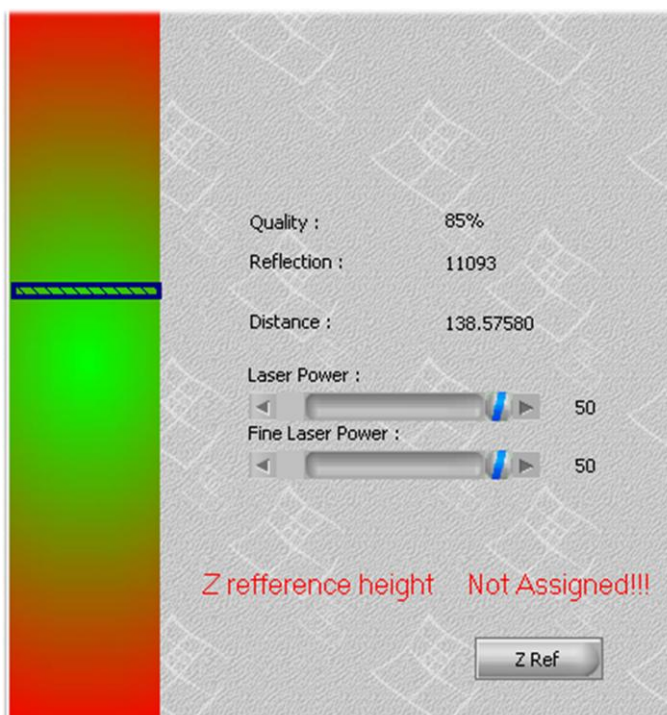 Quality : 85%
Reflection : 11093
Distance : 138.57580
Laser Power :
50
Fine Laser Power :
50
Z refference height Not Assigned!!!
Z Ref